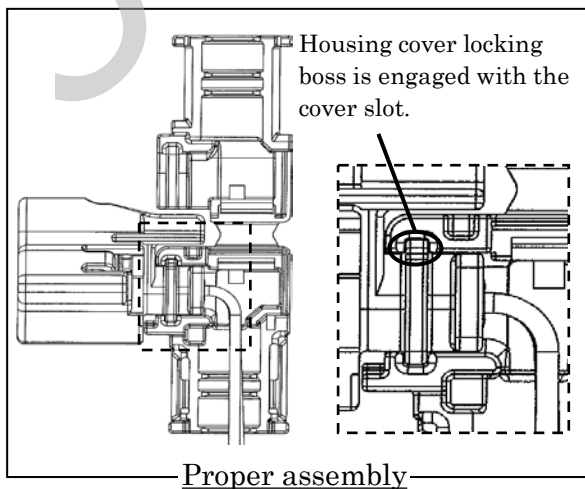 Housing cover locking
boss is engaged with the
cover slot.
Proper assembly